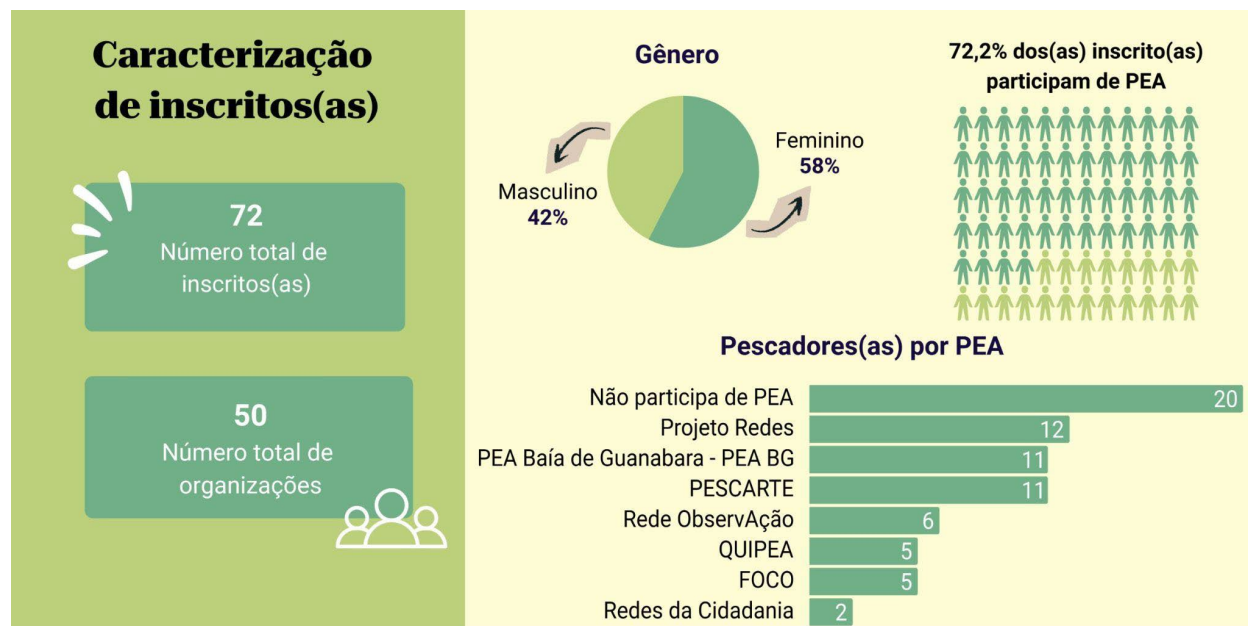 Caracterização
de inscritos(as)
72
Número total de
inscritos(as)
50
Número total de
organizações
Gênero
Feminino
58%
Masculino
42%
72,2% dos(as) inscrito(as)
participam de PEA
Pescadores(as) por PEA
Não participa de PEA 20
Projeto Redes 12
PEA Baía de Guanabara - PEA BG 11
PESCARTE 11
Rede ObservAção 6
QUIPEA 5
FOCO 5
Redes da Cidadania 2